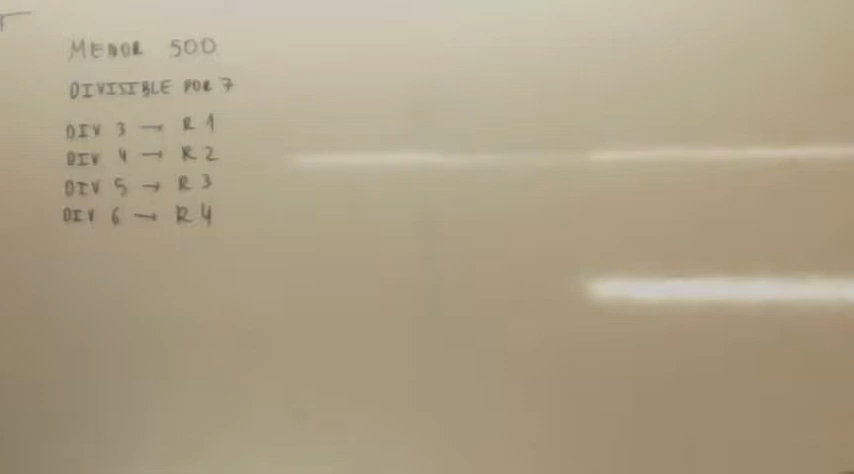 MENOR 500
DIVISIBLE POR 7
DIV 3 → R 1
DIV 4 → R 2
DIV 5 → R 3
DIV 6 → R 4